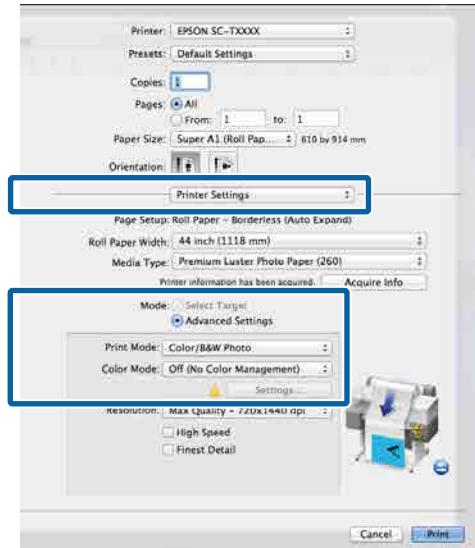 Printer: EPSON SC-TXXXX
Presets: Default Settings
Copies: 1
Pages: All
From: 1 to: 1
Paper Size: Super A1 (Roll Pap... 610 by 914 mm
Orientation:
Printer Settings
Page Setup: Roll Paper - Borderless (Auto Expand)
Roll Paper Width: 44 inch (1118 mm)
Media Type: Premium Luster Photo Paper (260)
Printer information has been acquired. Acquire Info
Mode: Select Target
Advanced Settings
Print Mode: Color/B&W Photo
Color Mode: Off (No Color Management)
Settings...
Resolution: Max Quality - 720x1440 dpi
High Speed
Finest Detail
Cancel Print